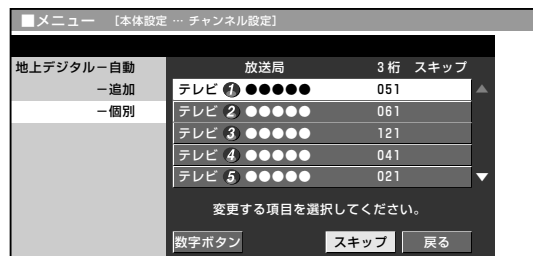 ■メニュー [本体設定 … チャンネル設定]
地上デジタル－自動
－追加
－個別
放送局 3桁 スキップ
テレビ 1 ●●●●● 051
テレビ 2 ●●●●● 061
テレビ 3 ●●●●● 121
テレビ 4 ●●●●● 041
テレビ 5 ●●●●● 021
変更する項目を選択してください。
数字ボタン スキップ 戻る